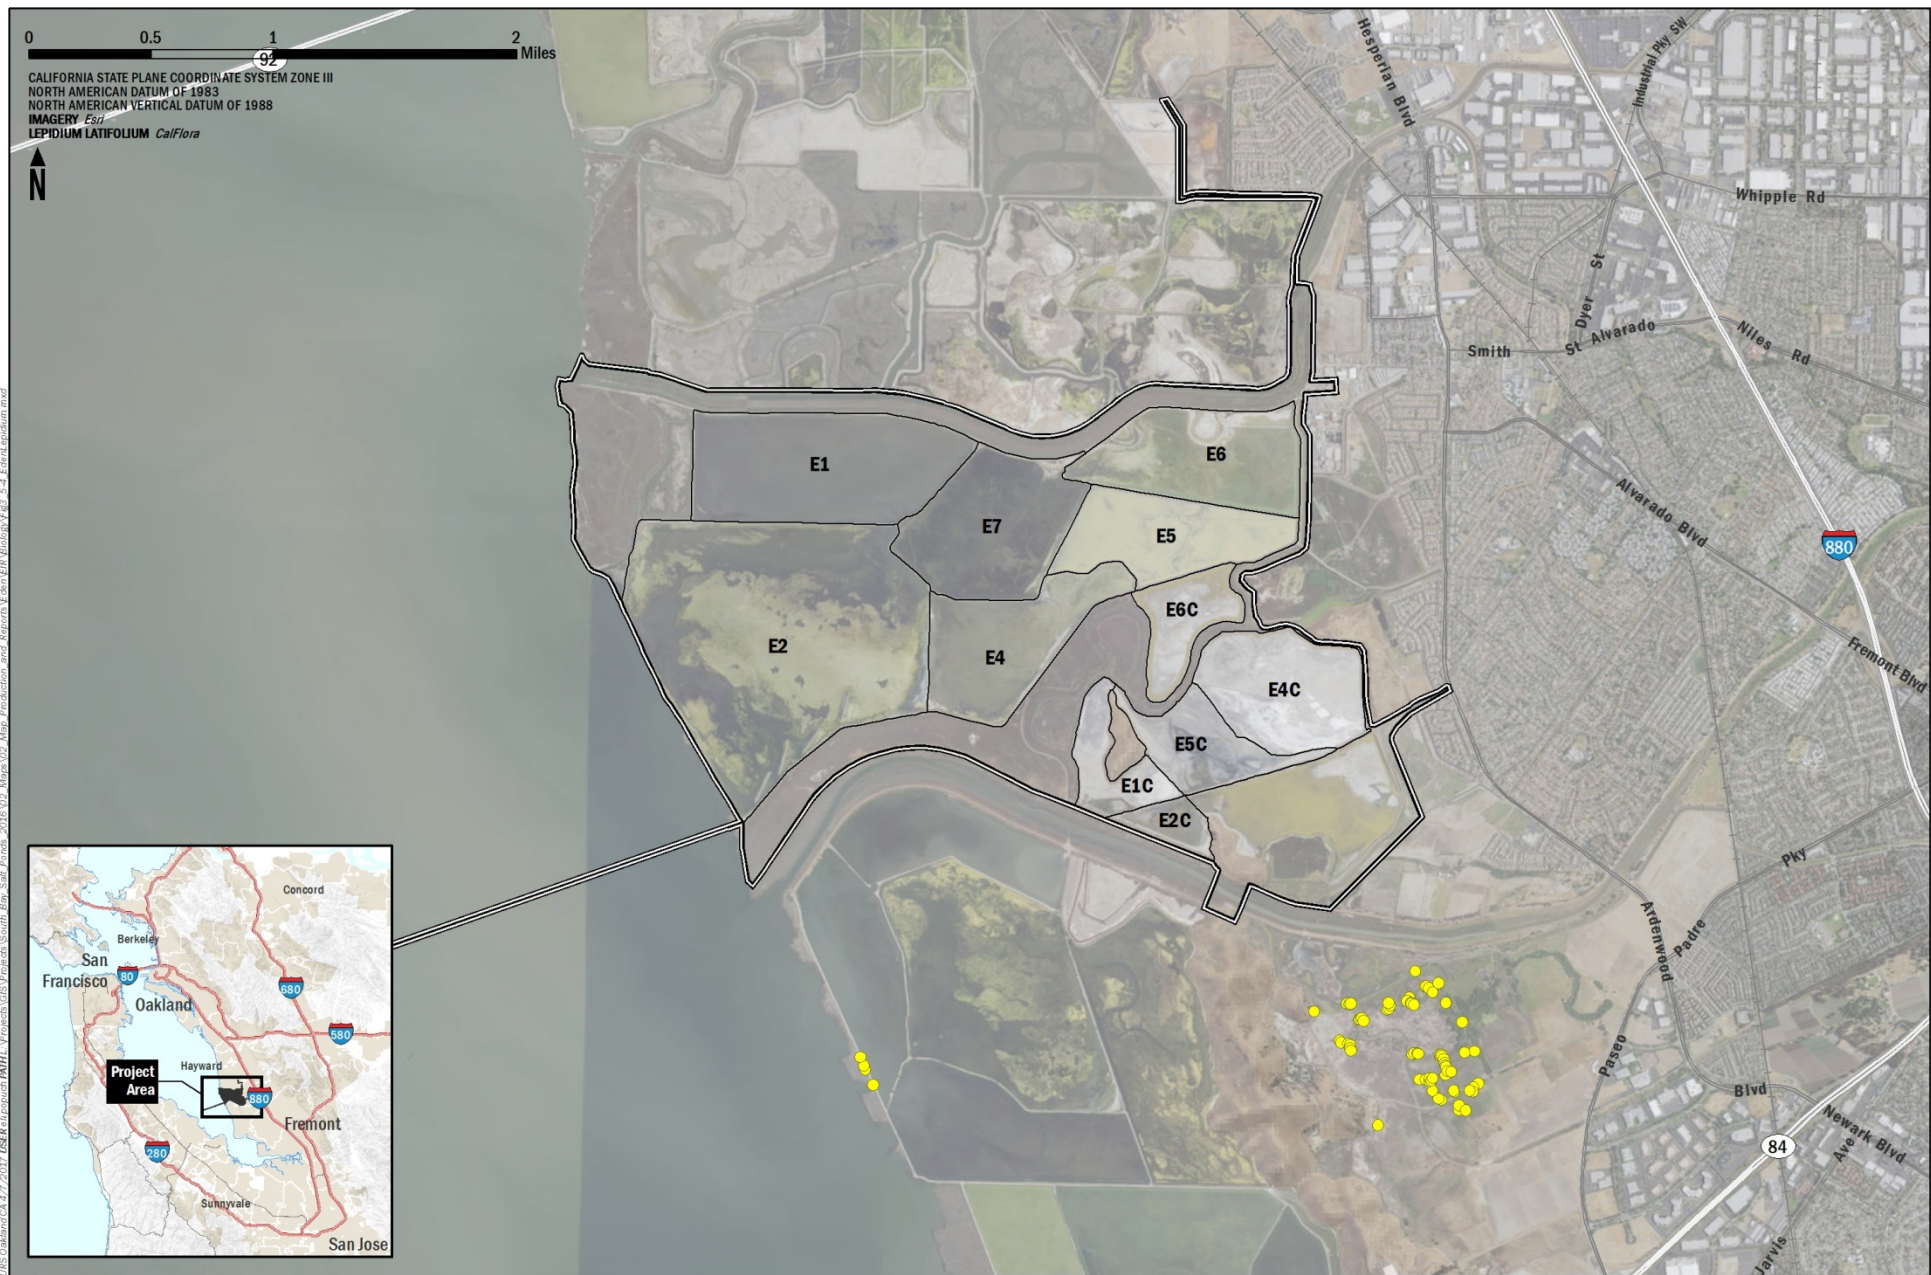 0 0.5 1 2
Miles
92
CALIFORNIA STATE PLANE COORDINATE SYSTEM ZONE III
NORTH AMERICAN DATUM OF 1983
NORTH AMERICAN VERTICAL DATUM OF 1988
IMAGERY Esri
LEPIDIUM LATIFOLIUM CalFlora
N
Hesperian Blvd
Industrial Pky SW
Whipple Rd
Dyer St
Smith
St Alvarado
Niles Rd
Alvarado Blvd
880
Fremont Blvd
E1
E6
E7
E5
E6C
E2
E4
E4C
E5C
E1C
E2C
Ardenwood
Blvd
Paseo
Padre
Pky
Newark Blvd
84
Jarvis
Ave
Concord
Berkeley
San
Francisco
80
Oakland
680
580
Hayward
Project
Area
880
Fremont
280
Sunnyvale
San Jose